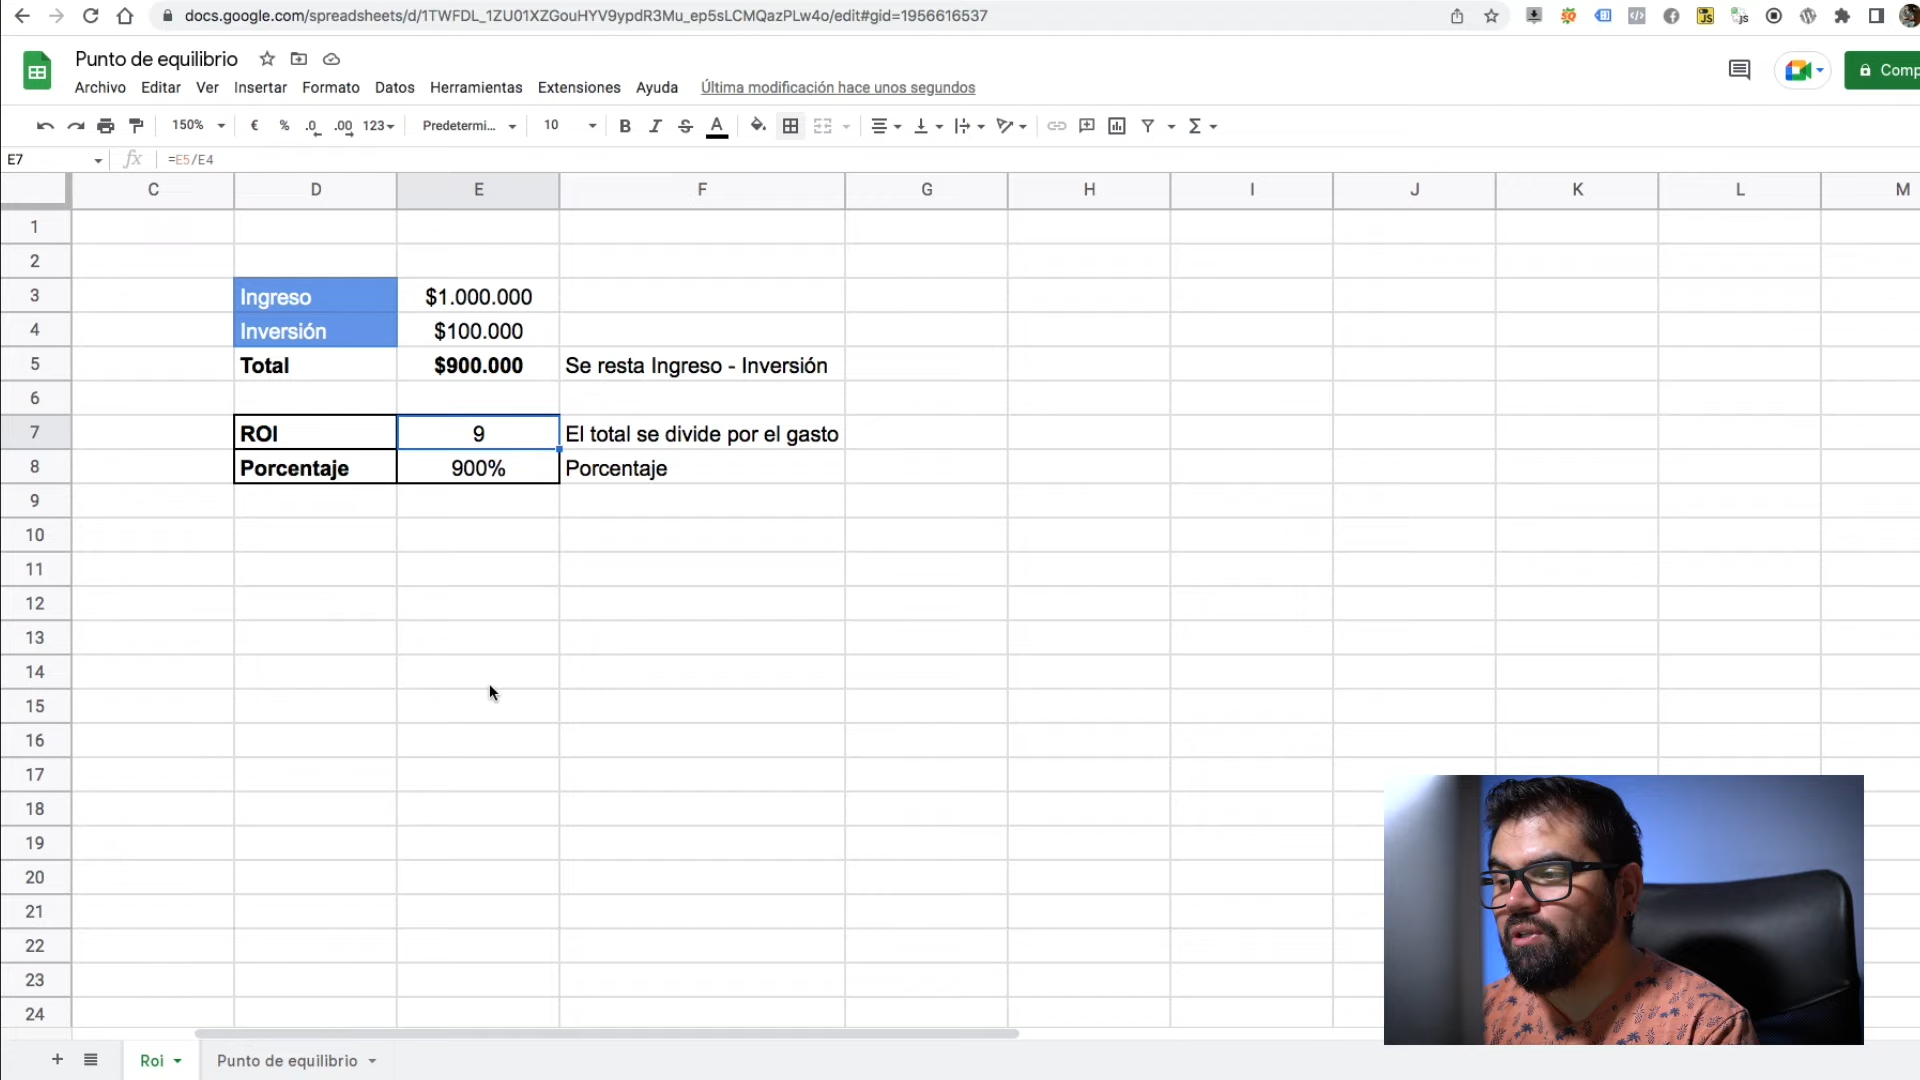 docs.google.com/spreadsheets/d/1TWFDL_1ZU01XZGouHYV9ypdR3Mu_ep5sLCMQazPLw4o/edit#gid=1956616537
Punto de equilibrio
Comp
Archivo Editar Ver Insertar Formato Datos Herramientas Extensiones Ayuda Última modificación hace unos segundos
150% € % .0 .00 123 Predetermi... 10 B I S A
E7 fx =E5/E4
C D E F G H I J K L M
1
2
3 Ingreso $1.000.000
4 Inversión $100.000
5 Total $900.000 Se resta Ingreso - Inversión
6
7 ROI 9 El total se divide por el gasto
8 Porcentaje 900% Porcentaje
9
10
11
12
13
14
15
16
17
18
19
20
21
22
23
24
Roi Punto de equilibrio